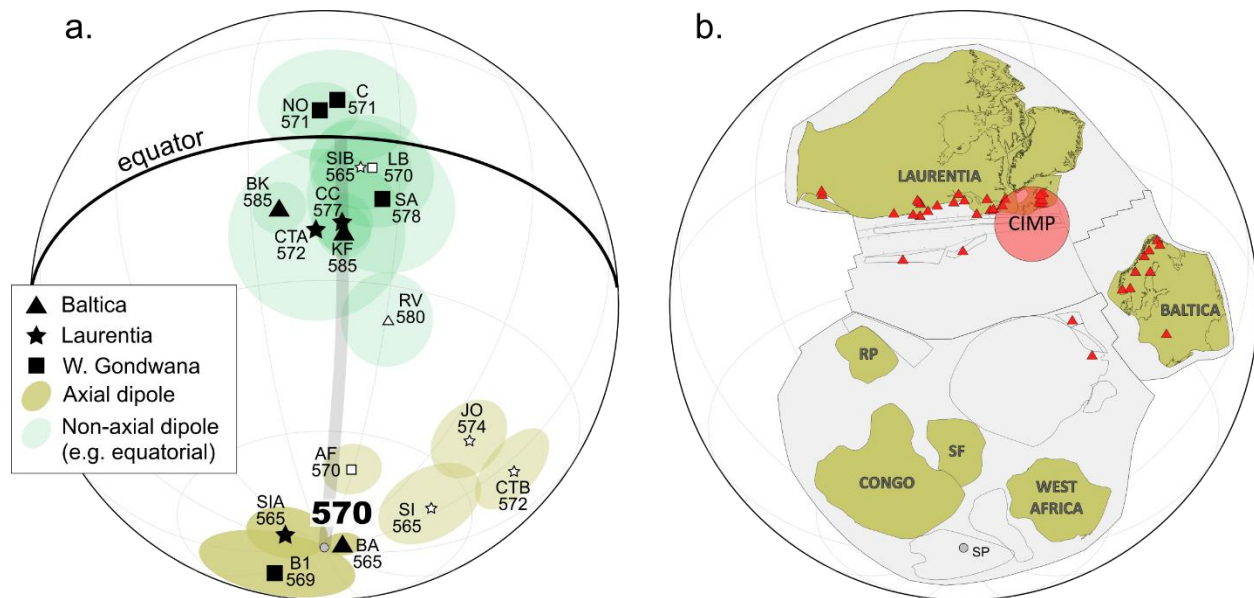 a.
NO
571
C
571
equator
SIB
565
LB
570
BK
585
CC
577
SA
578
CTA
572
KF
585
RV
580
Baltica
Laurentia
W. Gondwana
Axial dipole
Non-axial dipole
(e.g. equatorial)
JO
574
AF
570
CTB
572
SI
565
570
SIA
565
BA
565
B1
569
b.
LAURENTIA
CIMP
BALTICA
RP
SF
CONGO
WEST
AFRICA
SP